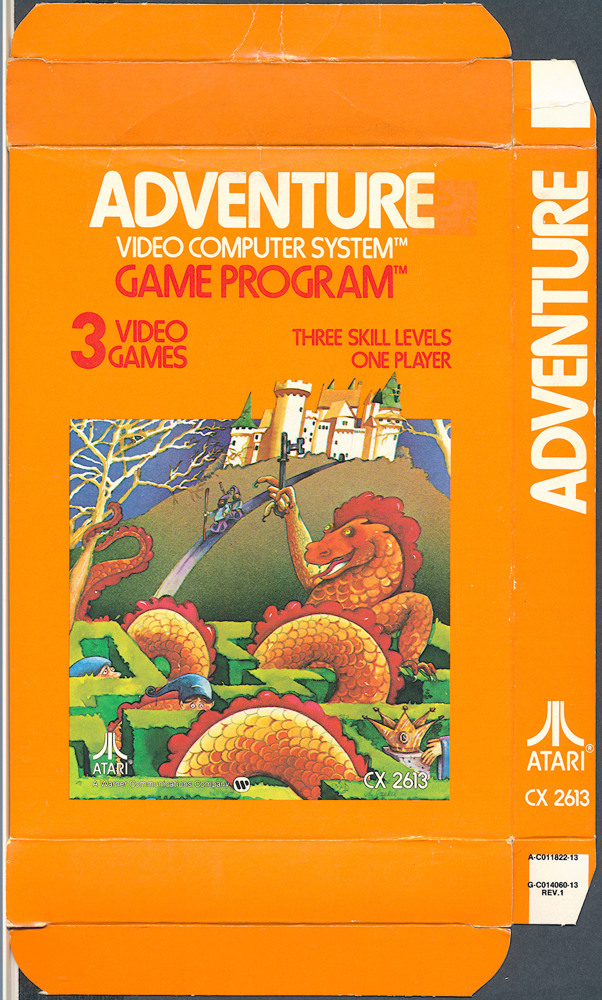 ADVENTURE
VIDEO COMPUTER SYSTEM™
GAME PROGRAM™
3 VIDEO
GAMES
THREE SKILL LEVELS
ONE PLAYER
ATARI®
A Warner Communications Company
CX 2613
ADVENTURE
ATARI®
CX 2613
A-C011822-13
G-C014060-13
REV.1